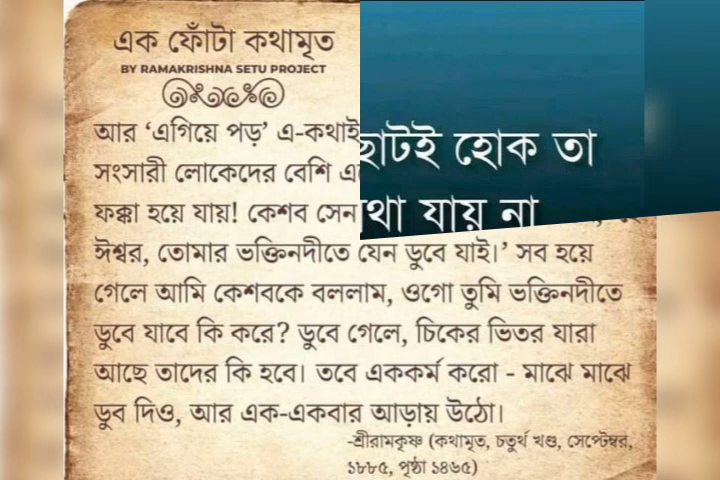 এক ফোঁটা কথামৃত
BY RAMAKRISHNA SETU PROJECT
আর ‘এগিয়ে পড়’ এ-কথাই
সংসারী লোকেদের বেশি
ফক্কা হয়ে যায়! কেশব সেন
হোক তা
যায় না
ঈশ্বর, তোমার ভক্তিনদীতে যেন ডুবে যাই।’ সব হয়ে
গেলে আমি কেশবকে বললাম, ওগো তুমি ভক্তিনদীতে
ডুবে যাবে কি করে? ডুবে গেলে, চিকের ভিতর যারা
আছে তাদের কি হবে। তবে এককর্ম করো - মাঝে মাঝে
ডুব দিও, আর এক-একবার আড়ায় উঠো।
-শ্রীরামকৃষ্ণ (কথামৃত, চতুর্থ খণ্ড, সেপ্টেম্বর,
১৮৮৫, পৃষ্ঠা ১৪৬৫)